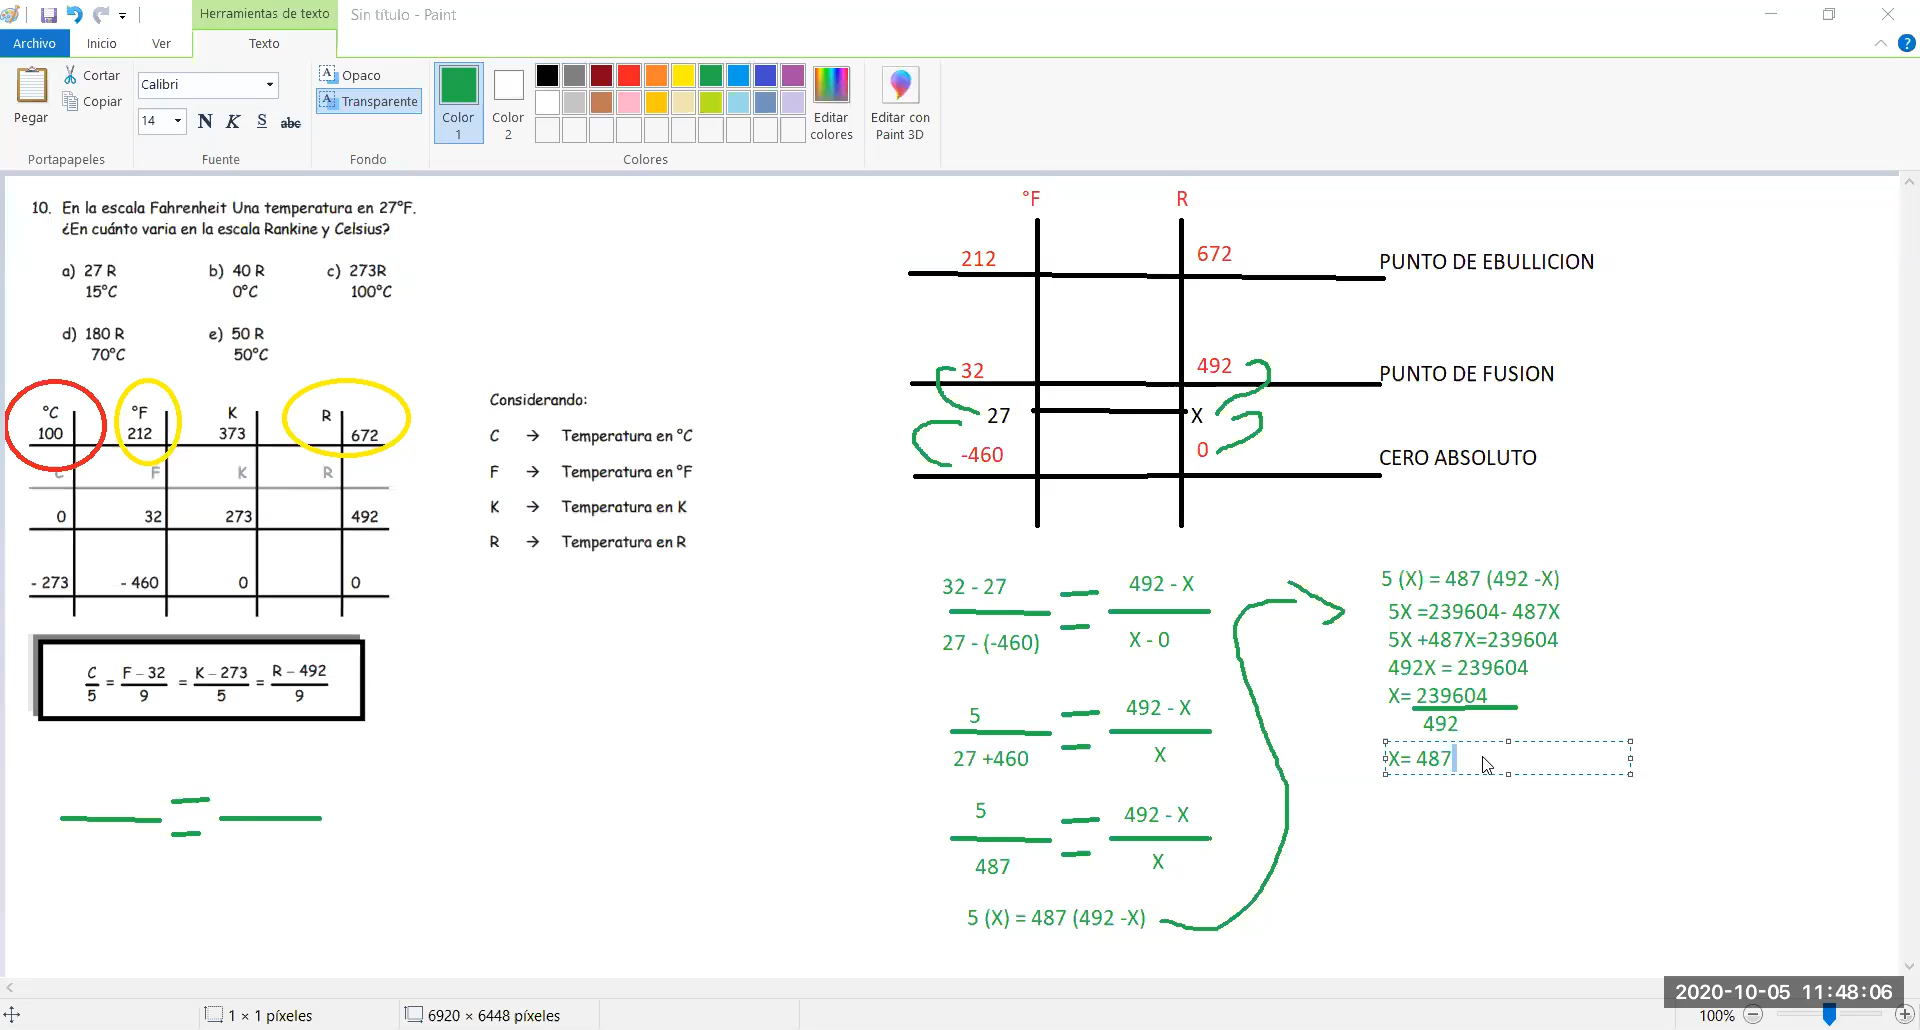 Herramientas de texto
Sin título - Paint
Archivo
Inicio
Ver
Texto
Pegar
Cortar
Copiar
Portapapeles
Calibri
14
N K S abc
Fuente
Opaco
Transparente
Fondo
Color 1
Color 2
Editar colores
Colores
Editar con Paint 3D
10. En la escala Fahrenheit Una temperatura en 27°F.
¿En cuánto varia en la escala Rankine y Celsius?
a) 27 R b) 40 R c) 273R
15°C 0°C 100°C
d) 180 R e) 50 R
70°C 50°C
°C °F K R
100 212 373 672
C F K R
0 32 273 492
- 273 - 460 0 0
C/5 = F – 32/9 = K – 273/5 = R – 492/9
Considerando:
C → Temperatura en °C
F → Temperatura en °F
K → Temperatura en K
R → Temperatura en R
°F R
212 672 PUNTO DE EBULLICION
32 492 PUNTO DE FUSION
27 X
-460 0 CERO ABSOLUTO
32 - 27 = 492 - X
27 - (-460) X - 0
5 = 492 - X
27 +460 X
5 = 492 - X
487 X
5 (X) = 487 (492 -X)
5 (X) = 487 (492 -X)
5X =239604- 487X
5X +487X=239604
492X = 239604
X= 239604
492
X= 487
2020-10-05 11:48:06
1 × 1 píxeles
6920 × 6448 píxeles
100%